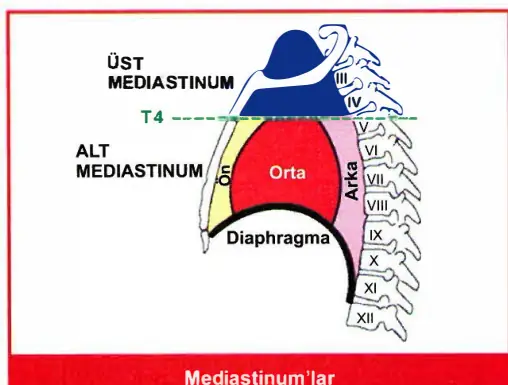 ÜST
MEDIASTINUM
III
IV
T4
V
ALT
MEDIASTINUM
VI
Ön
Orta
Arka
VII
VIII
Diaphragma
IX
X
XI
XII
Mediastinum'lar